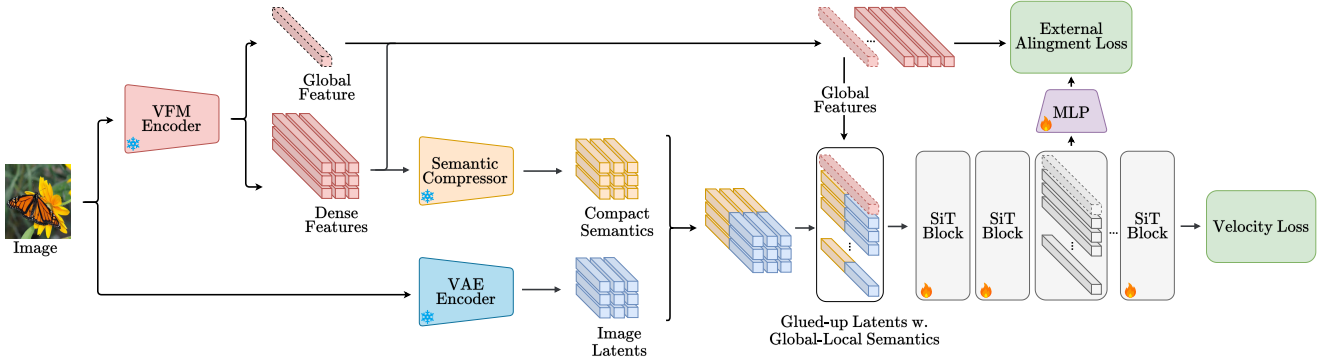 Image
VFM
Encoder
Global
Feature
Dense
Features
Semantic
Compressor
VAE
Encoder
Compact
Semantics
Image
Latents
...
Global
Features
Glued-up Latents w.
Global-Local Semantics
External
Alingment Loss
MLP
SiT
Block
SiT
Block
...
SiT
Block
Velocity Loss